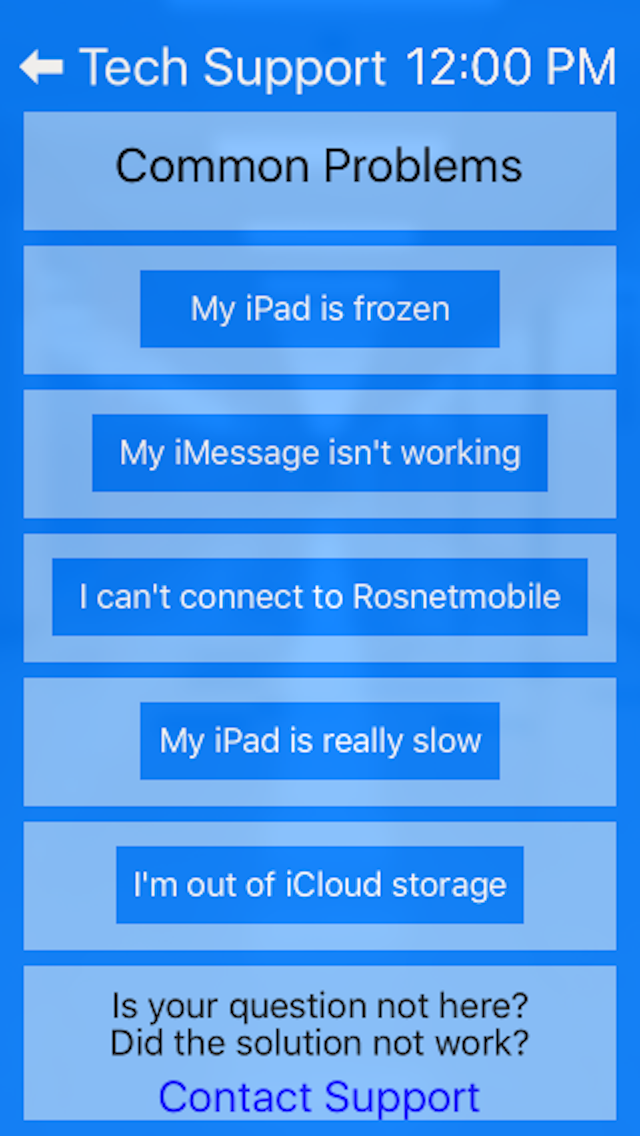 Tech Support 12:00 PM
Common Problems
My iPad is frozen
My iMessage isn't working
I can't connect to Rosnetmobile
My iPad is really slow
I'm out of iCloud storage
Is your question not here?
Did the solution not work?
Contact Support